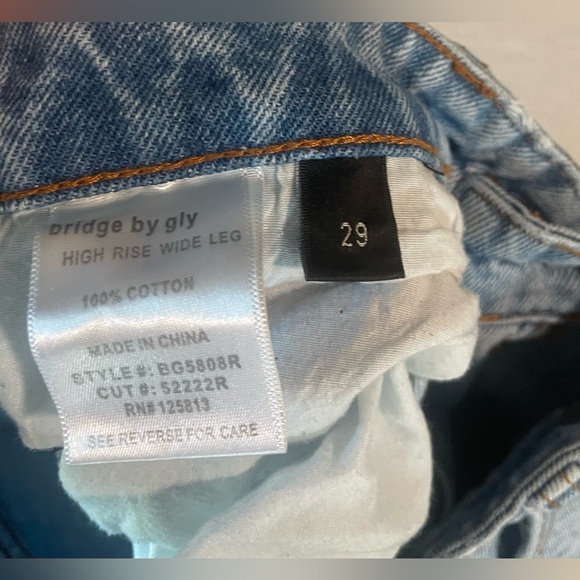 bridge by gly
HIGH RISE WIDE LEG
100% COTTON
MADE IN CHINA
STYLE #: BG5808R
CUT #: 52222R
RN# 125813
SEE REVERSE FOR CARE
29